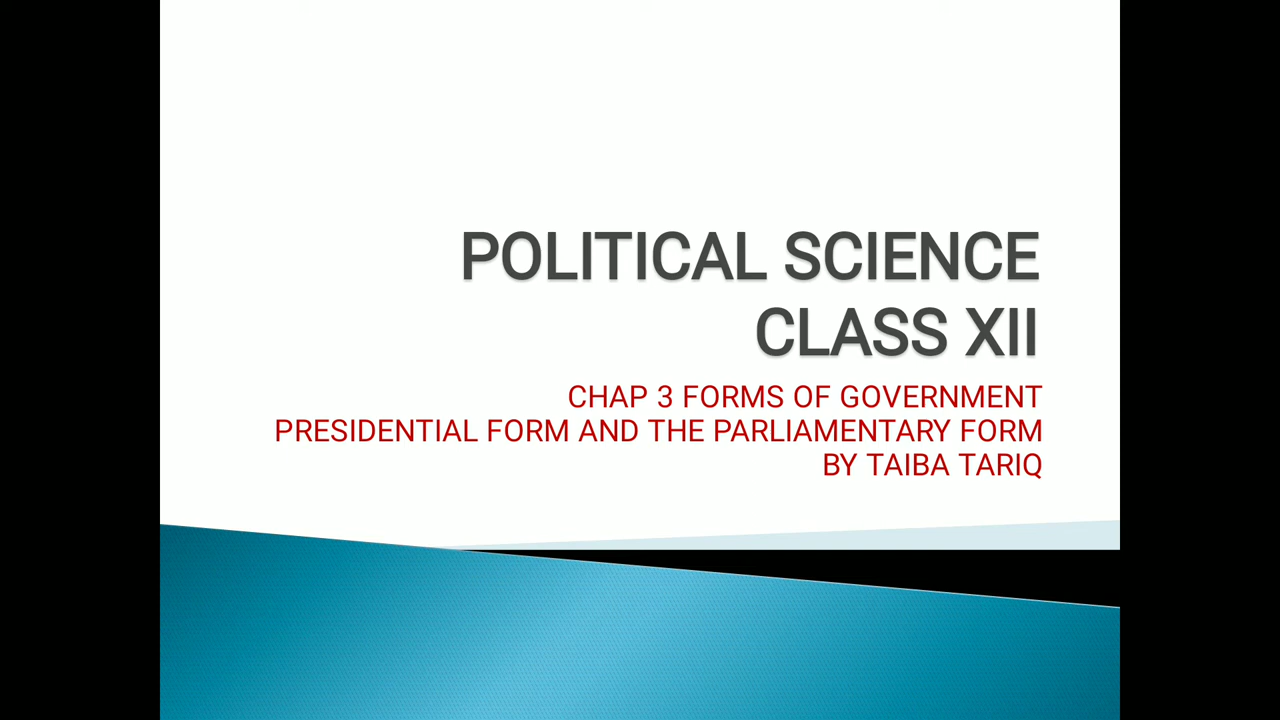 POLITICAL SCIENCE
CLASS XII
CHAP 3 FORMS OF GOVERNMENT
PRESIDENTIAL FORM AND THE PARLIAMENTARY FORM
BY TAIBA TARIQ